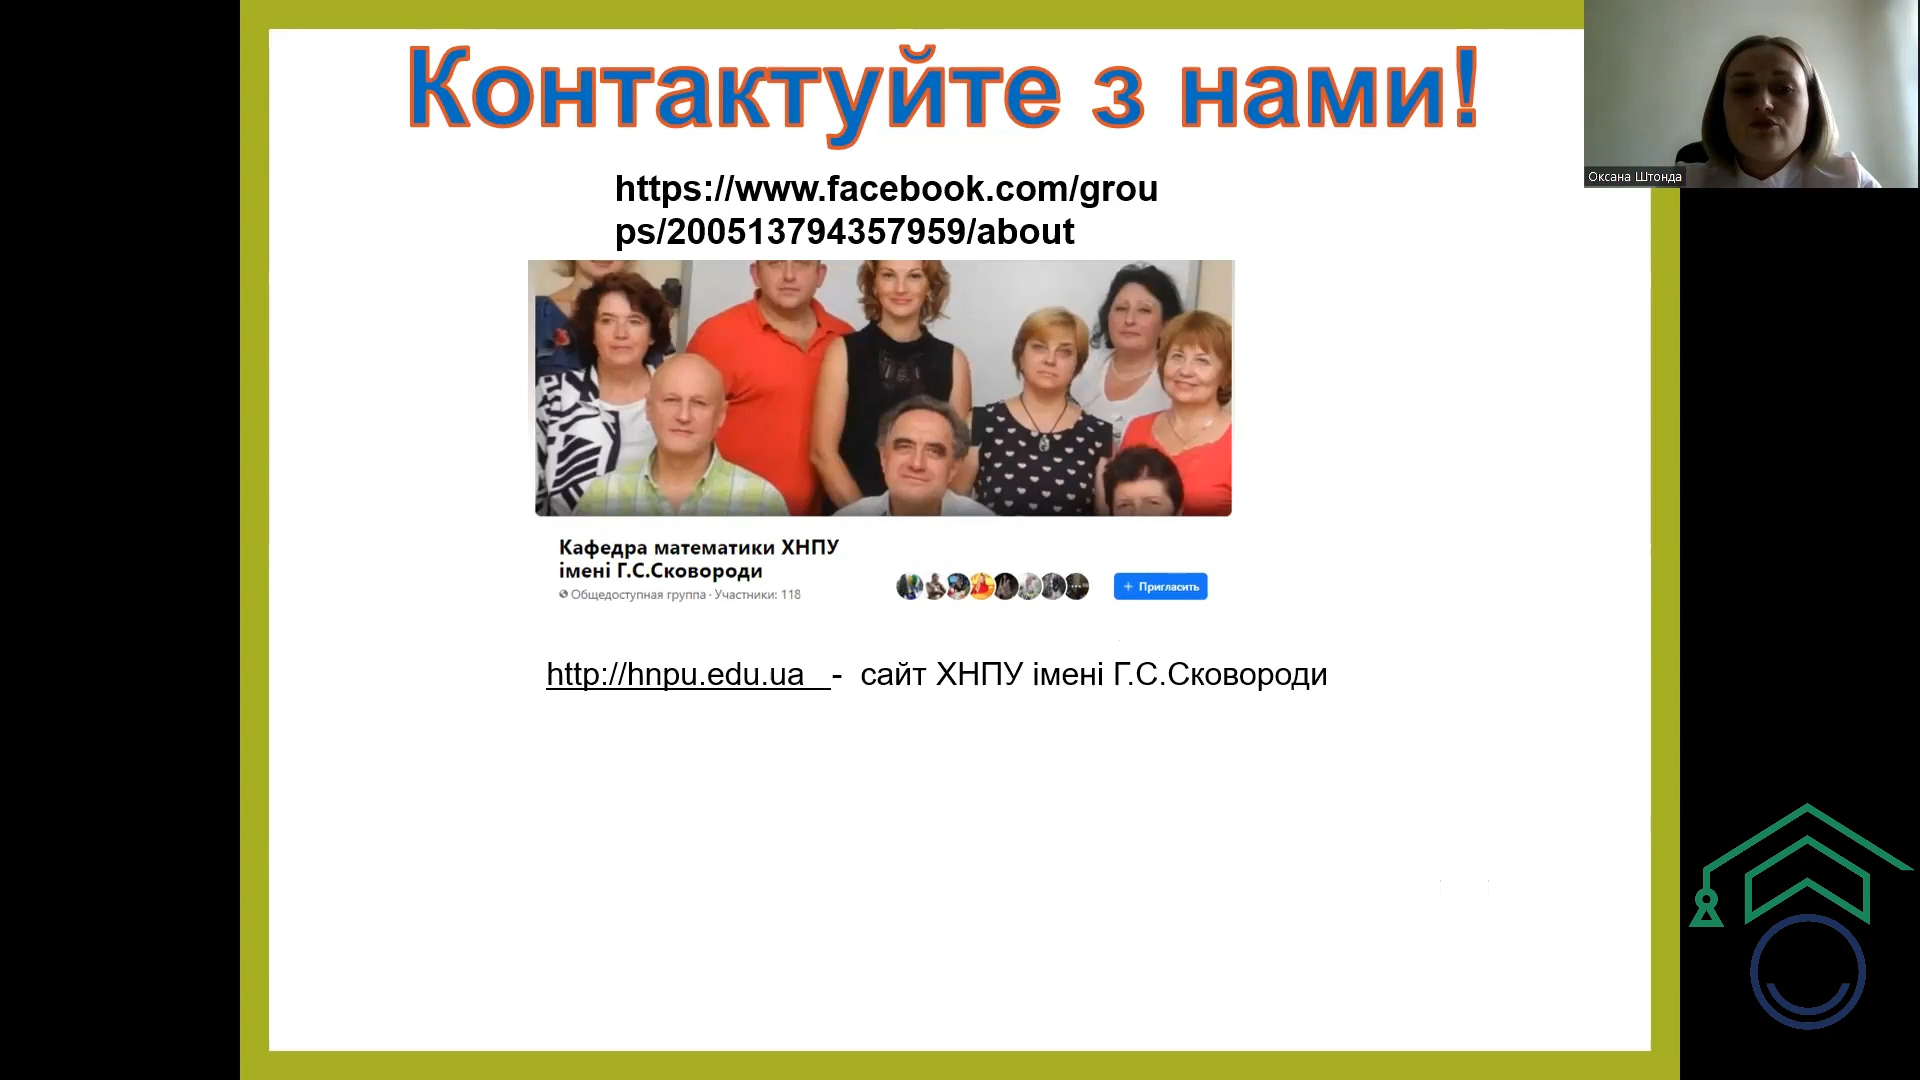 Контактуйте з нами!
Оксана Штонда
https://www.facebook.com/grou
ps/200513794357959/about
Кафедра математики ХНПУ
імені Г.С.Сковороди
Общедоступная группа · Участники: 118
+ Пригласить
http://hnpu.edu.ua - сайт ХНПУ імені Г.С.Сковороди